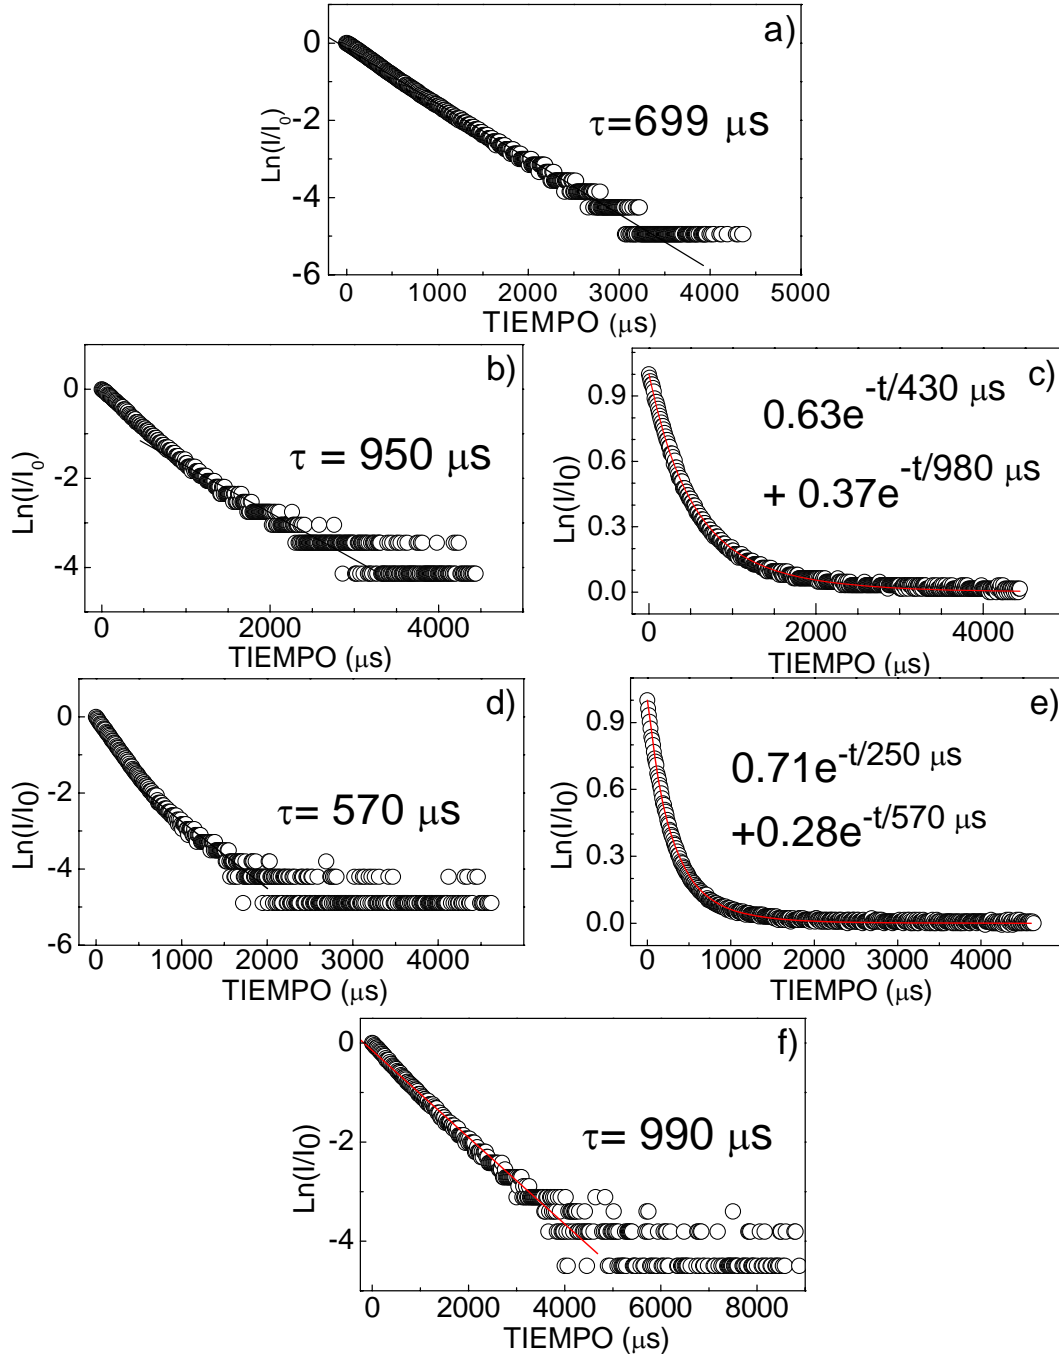 a)
0
-2
-4
-6
Ln(I/I₀)
τ=699 μs
0 1000 2000 3000 4000 5000
TIEMPO (μs)
b)
0
-2
-4
Ln(I/I₀)
τ = 950 μs
0 2000 4000
TIEMPO (μs)
c)
0.9
0.6
0.3
0.0
Ln(I/I0)
0.63e^-t/430 μs
+ 0.37e^-t/980 μs
0 2000 4000
TIEMPO (μs)
d)
0
-2
-4
-6
Ln(I/I0)
τ= 570 μs
0 1000 2000 3000 4000
TIEMPO (μs)
e)
0.9
0.6
0.3
0.0
Ln(I/I0)
0.71e^-t/250 μs
+0.28e^-t/570 μs
0 1000 2000 3000 4000
TIEMPO (μs)
f)
0
-2
-4
Ln(I/I0)
τ= 990 μs
0 2000 4000 6000 8000
TIEMPO (μs)